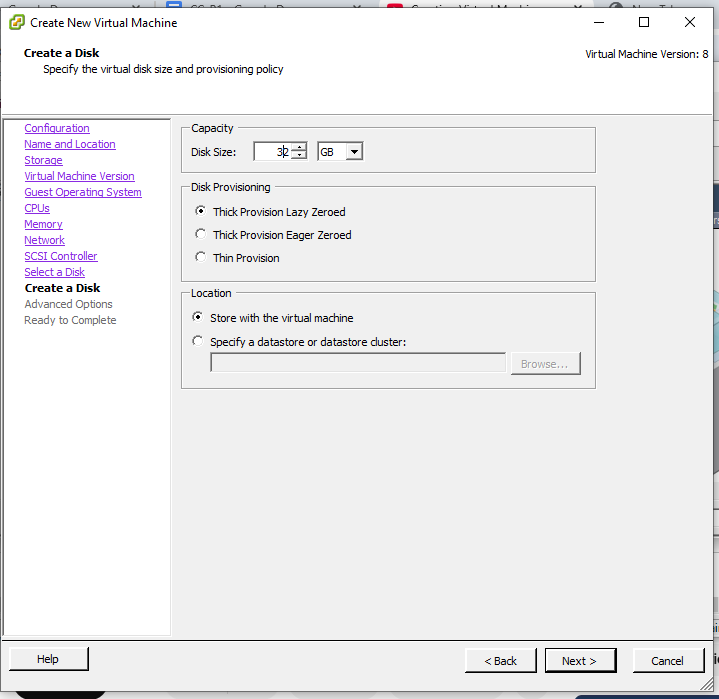 Create New Virtual Machine
Create a Disk
Specify the virtual disk size and provisioning policy
Virtual Machine Version: 8
Configuration
Name and Location
Storage
Virtual Machine Version
Guest Operating System
CPUs
Memory
Network
SCSI Controller
Select a Disk
Create a Disk
Advanced Options
Ready to Complete
Capacity
Disk Size: 32 GB
Disk Provisioning
Thick Provision Lazy Zeroed
Thick Provision Eager Zeroed
Thin Provision
Location
Store with the virtual machine
Specify a datastore or datastore cluster:
Browse...
Help
< Back
Next >
Cancel